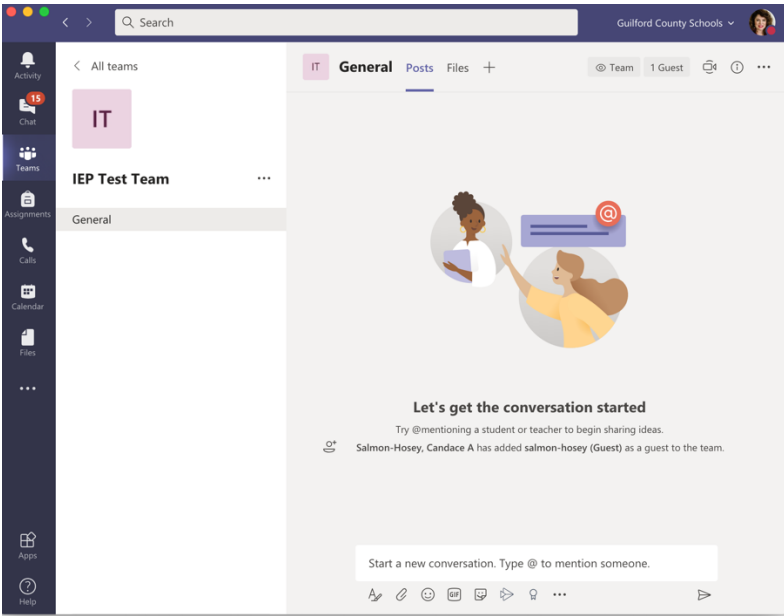 Search
Guilford County Schools
Activity
15
Chat
Teams
Assignments
Calls
Calendar
Files
Apps
Help
All teams
IT
IEP Test Team
General
IT General Posts Files
Team 1 Guest
@
Let's get the conversation started
Try @mentioning a student or teacher to begin sharing ideas.
Salmon-Hosey, Candace A has added salmon-hosey (Guest) as a guest to the team.
Start a new conversation. Type @ to mention someone.
GIF